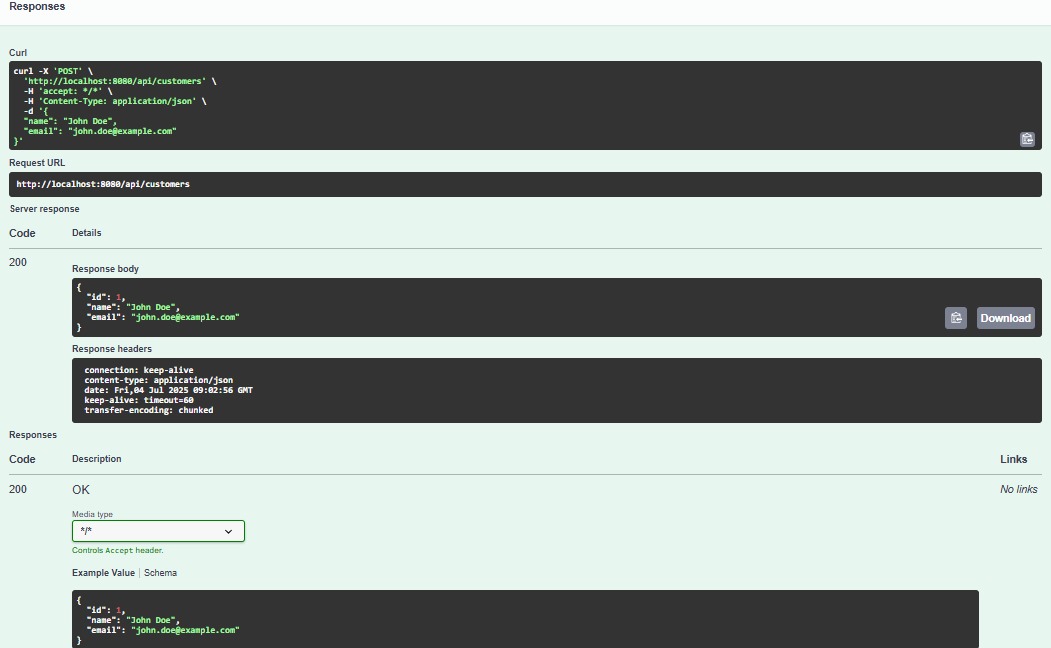 Responses
Curl
curl -X 'POST' \
  'http://localhost:8080/api/customers' \
  -H 'accept: */*' \
  -H 'Content-Type: application/json' \
  -d '{
  "name": "John Doe",
  "email": "john.doe@example.com"
}'
Request URL
http://localhost:8080/api/customers
Server response
Code Details
200
Response body
{
  "id": 1,
  "name": "John Doe",
  "email": "john.doe@example.com"
}
Download
Response headers
connection: keep-alive
content-type: application/json
date: Fri,04 Jul 2025 09:02:56 GMT
keep-alive: timeout=60
transfer-encoding: chunked
Responses
Code Description Links
200 OK No links
Media type
*/*
Controls Accept header.
Example Value | Schema
{
  "id": 1,
  "name": "John Doe",
  "email": "john.doe@example.com"
}